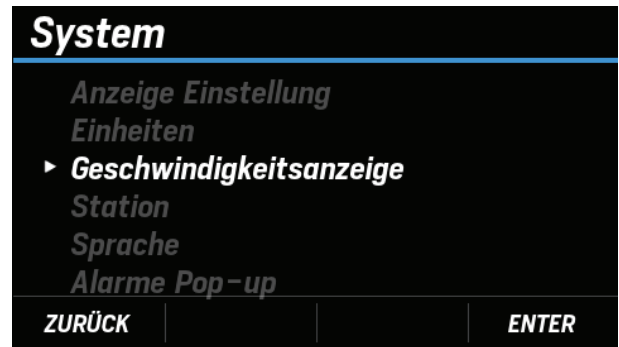 System
Anzeige Einstellung
Einheiten
Geschwindigkeitsanzeige
Station
Sprache
Alarme Pop-up
ZURÜCK ENTER